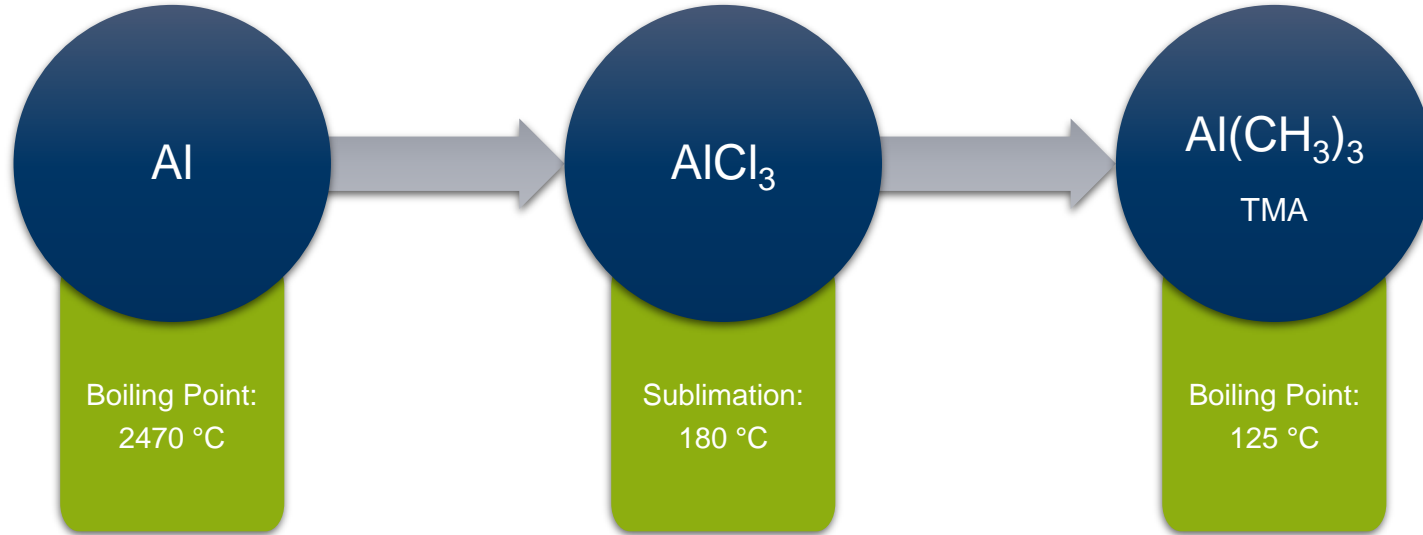 Al
AlCl₃
Al(CH₃)₃
TMA
Boiling Point:
2470 °C
Sublimation:
180 °C
Boiling Point:
125 °C